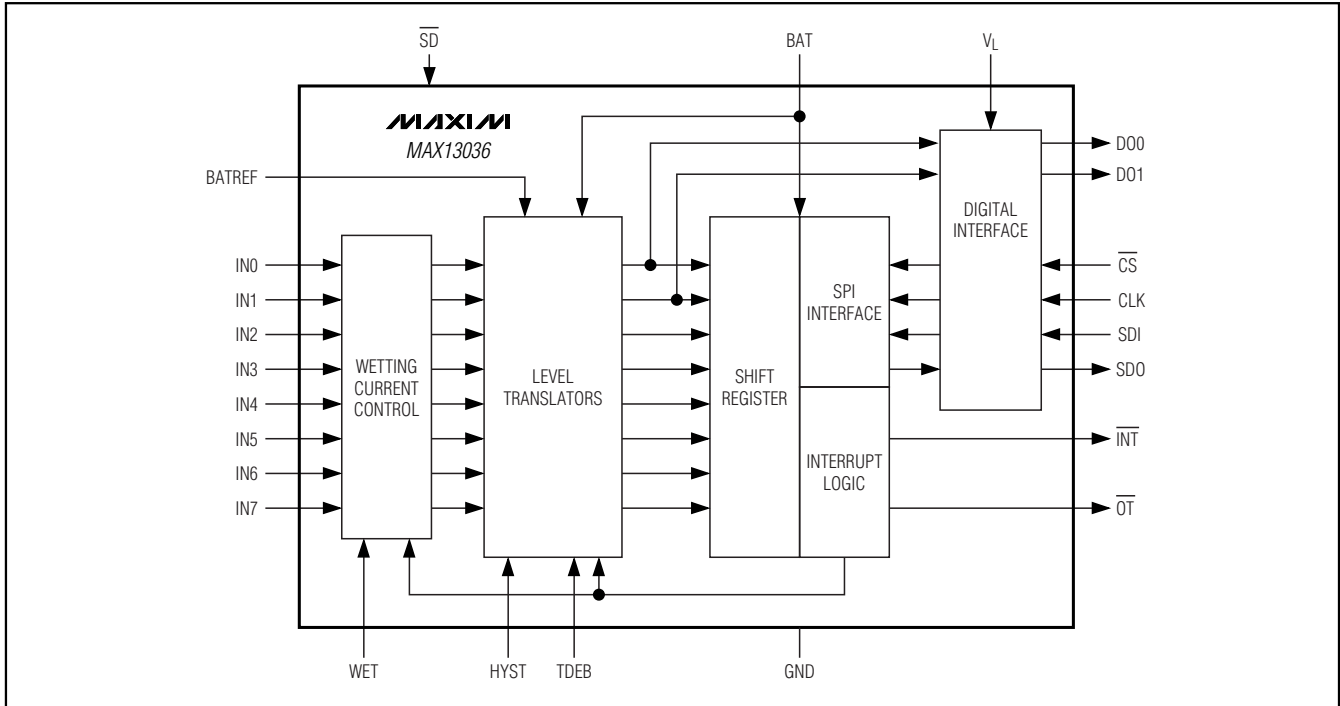 SD
BAT
VL
MAXIM
MAX13036
BATREF
DO0
DO1
DIGITAL
INTERFACE
IN0
IN1
IN2
IN3
IN4
IN5
IN6
IN7
WETTING
CURRENT
CONTROL
LEVEL
TRANSLATORS
SHIFT
REGISTER
SPI
INTERFACE
INTERRUPT
LOGIC
CS
CLK
SDI
SDO
INT
OT
WET
HYST
TDEB
GND